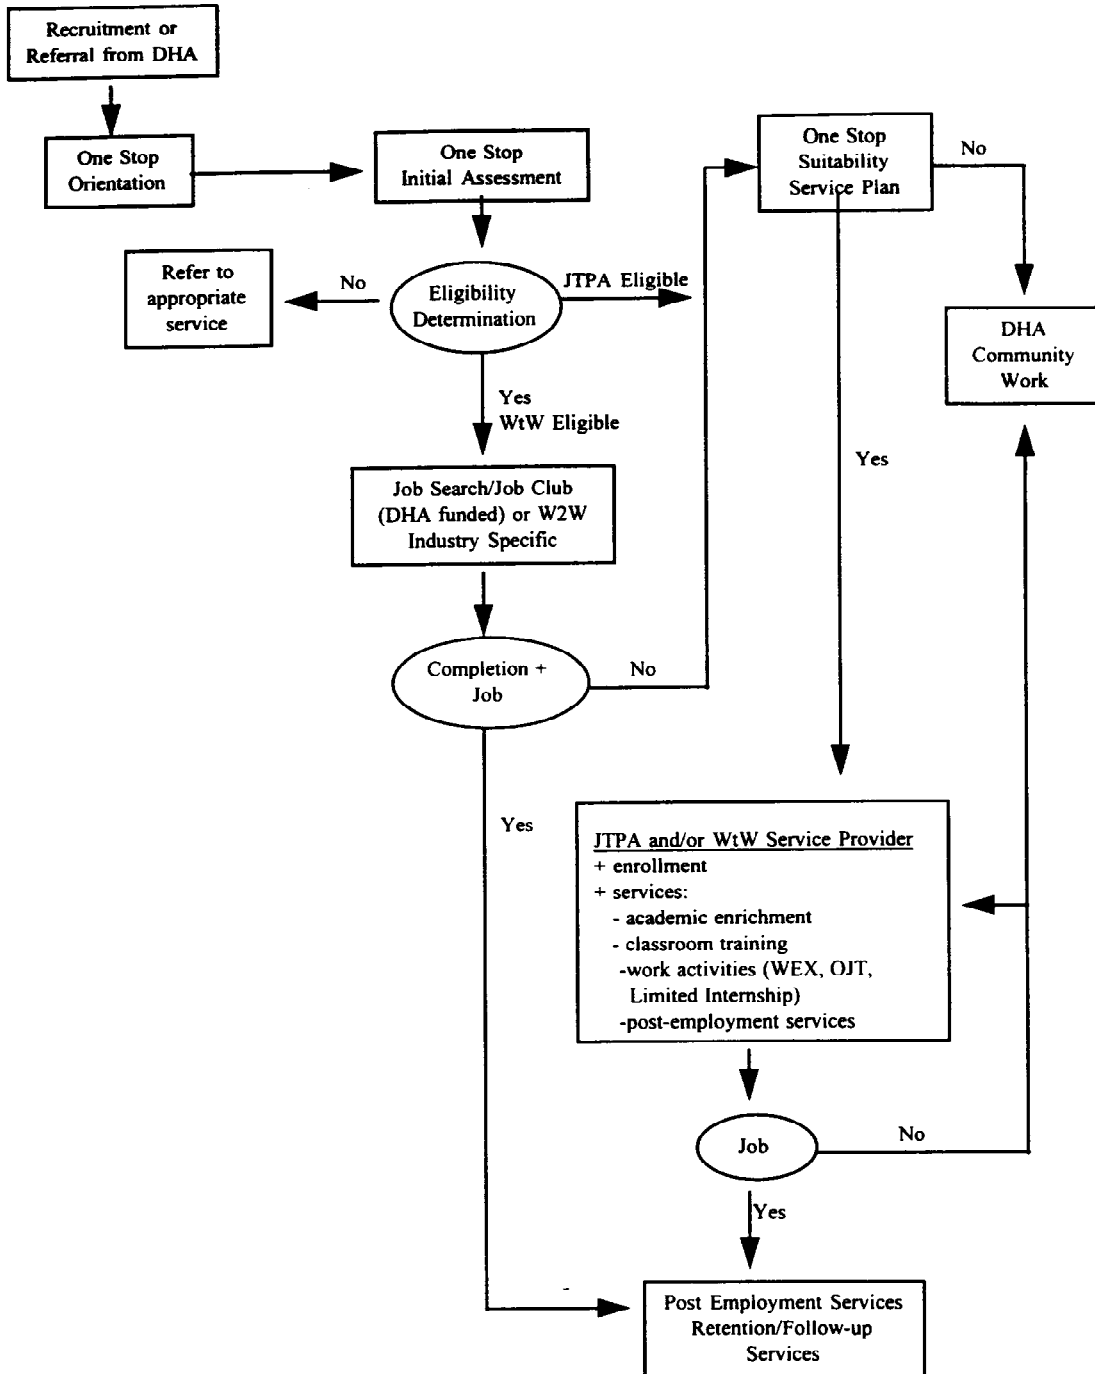 Recruitment or
Referral from DHA
One Stop
Orientation
One Stop
Initial Assessment
One Stop
Suitability
Service Plan
No
Refer to
appropriate
service
No
Eligibility
Determination
JTPA Eligible
DHA
Community
Work
Yes
WtW Eligible
Yes
Job Search/Job Club
(DHA funded) or W2W
Industry Specific
Completion +
Job
No
Yes
JTPA and/or WtW Service Provider
+ enrollment
+ services:
- academic enrichment
- classroom training
-work activities (WEX, OJT,
Limited Internship)
-post-employment services
Job
No
Yes
Post Employment Services
Retention/Follow-up
Services